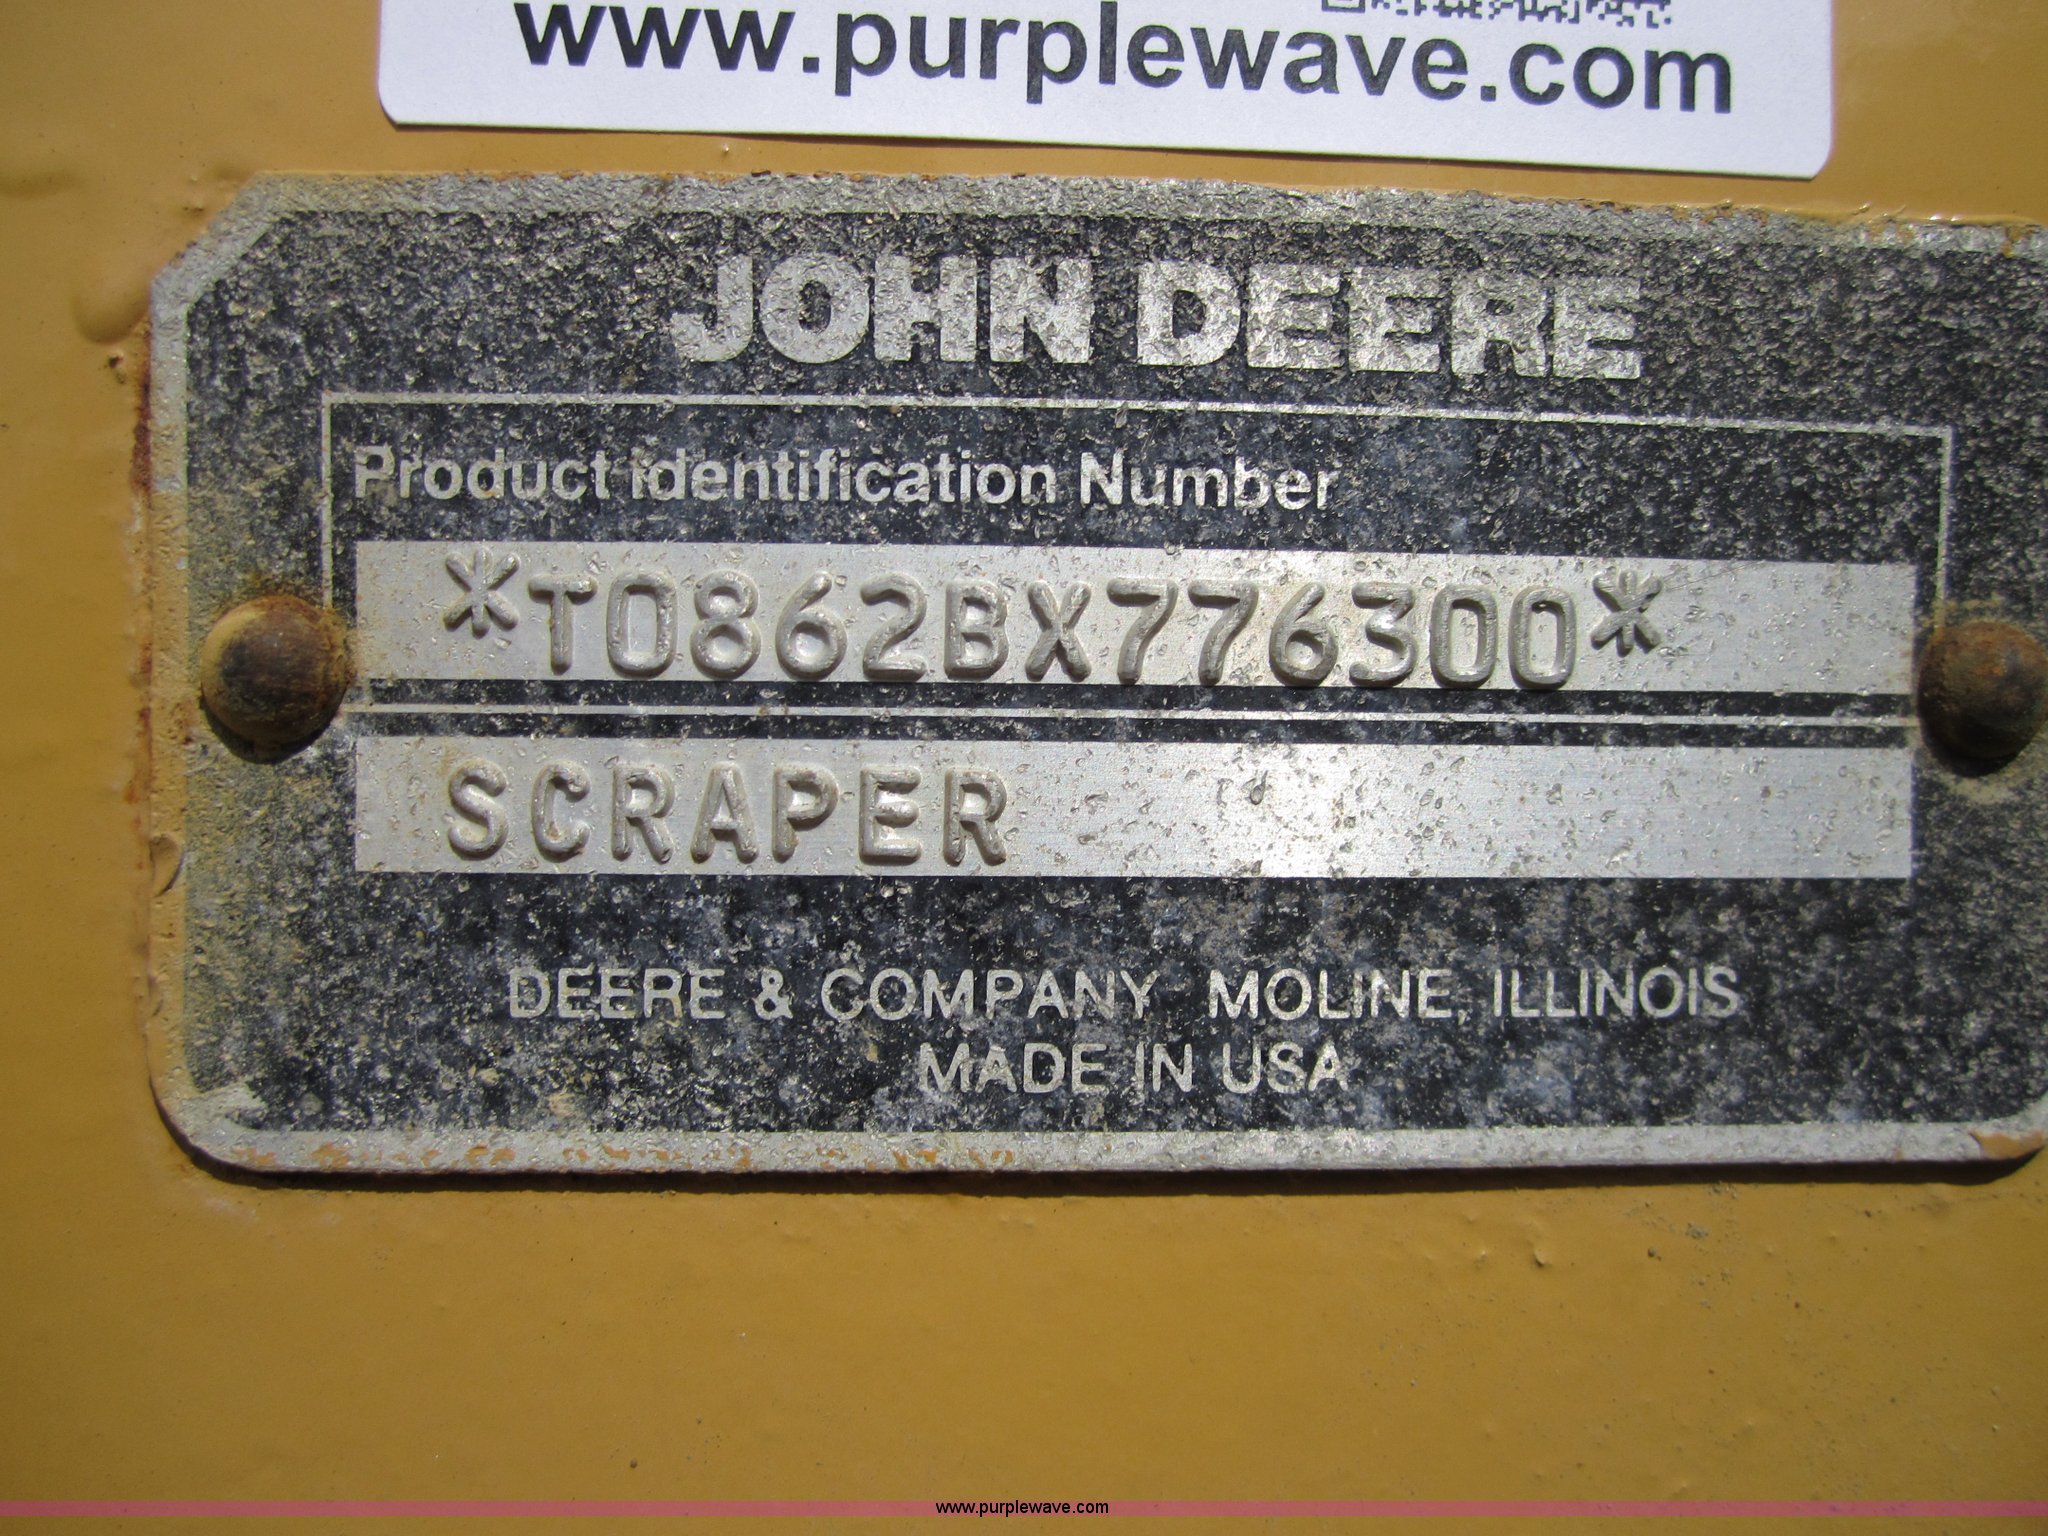 www.purplewave.com
JOHN DEERE
Product Identification Number
*T0862BX776300*
SCRAPER
DEERE & COMPANY MOLINE, ILLINOIS
MADE IN USA
www.purplewave.com